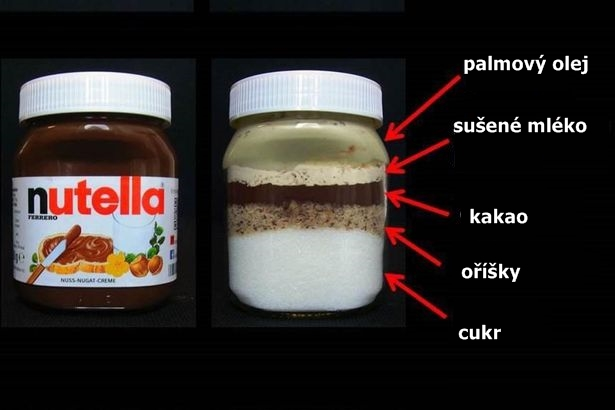 nutella
FERRERO
NUSS-NUGAT-CREME
palmový olej
sušené mléko
kakao
oříšky
cukr